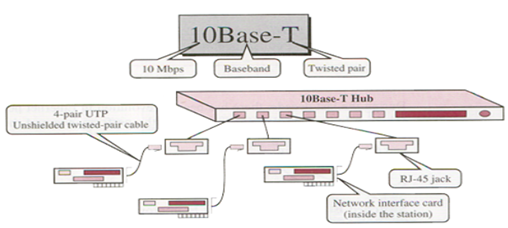 10Base-T
10 Mbps
Baseband
Twisted pair
10Base-T Hub
4-pair UTP
Unshielded twisted-pair cable
RJ-45 jack
Network interface card
(inside the station)